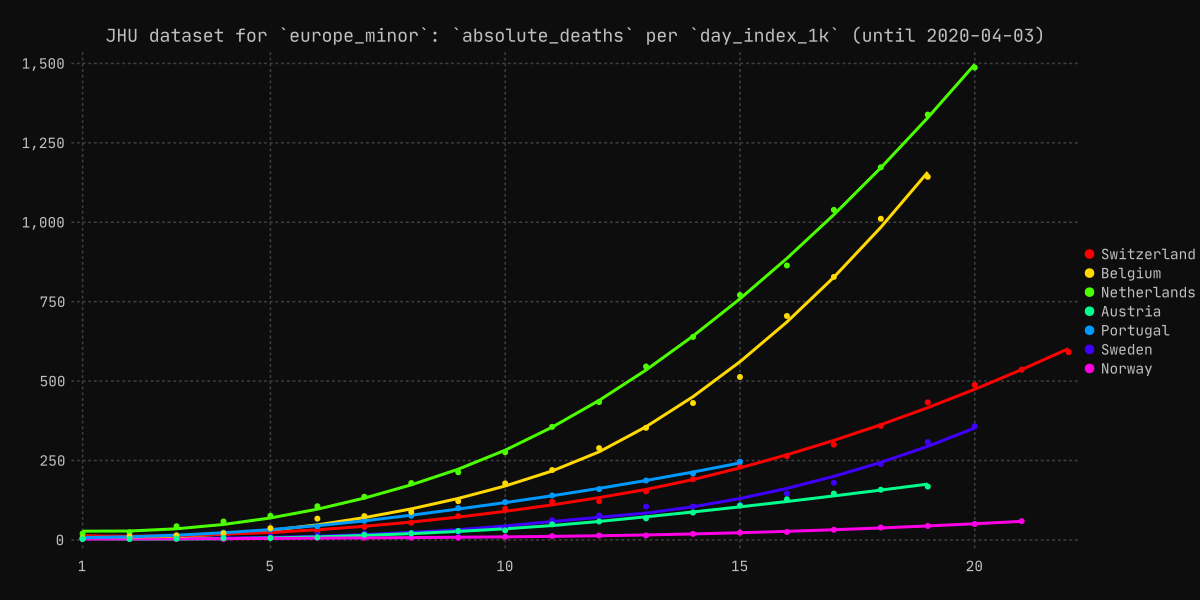 JHU dataset for `europe_minor`: `absolute_deaths` per `day_index_1k` (until 2020-04-03)
1,500
1,250
1,000
750
500
250
0
1
5
10
15
20
Switzerland
Belgium
Netherlands
Austria
Portugal
Sweden
Norway